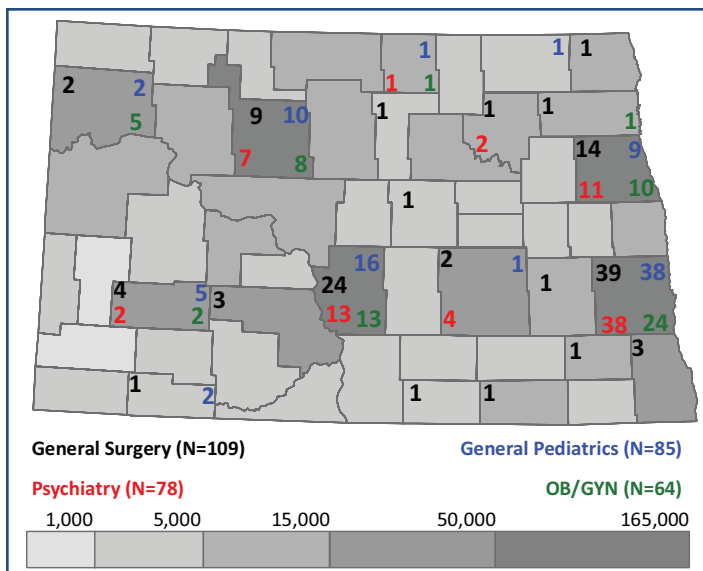 1 1 1
2 2 1 1
9 10 1 1 1
5 2 1
14 9
7 8
11 10
1
16 2 1 39 38
24 1
4 5 3
2 2 13 13 4 38 24
1 3
1 2 1 1
General Surgery (N=109) General Pediatrics (N=85)
Psychiatry (N=78) OB/GYN (N=64)
1,000 5,000 15,000 50,000 165,000